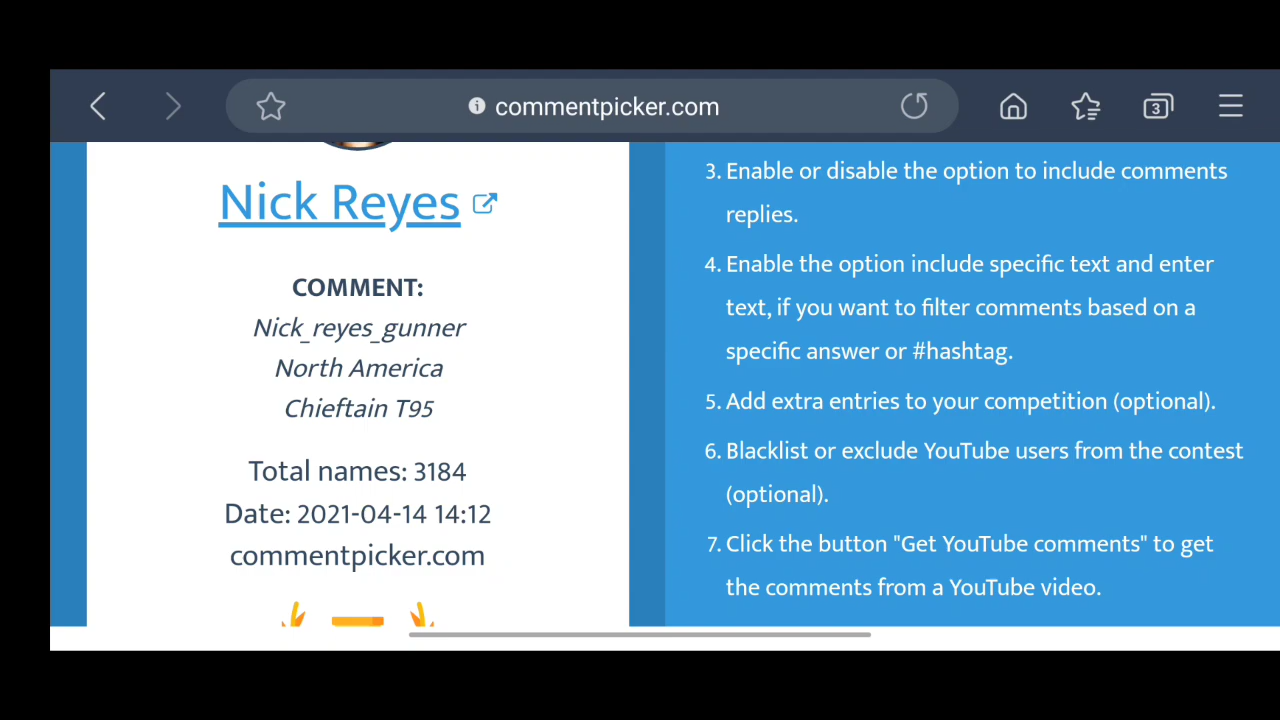 commentpicker.com
3
Nick Reyes
COMMENT:
Nick_reyes_gunner
North America
Chieftain T95
Total names: 3184
Date: 2021-04-14 14:12
commentpicker.com
3. Enable or disable the option to include comments
replies.
4. Enable the option include specific text and enter
text, if you want to filter comments based on a
specific answer or #hashtag.
5. Add extra entries to your competition (optional).
6. Blacklist or exclude YouTube users from the contest
(optional).
7. Click the button "Get YouTube comments" to get
the comments from a YouTube video.